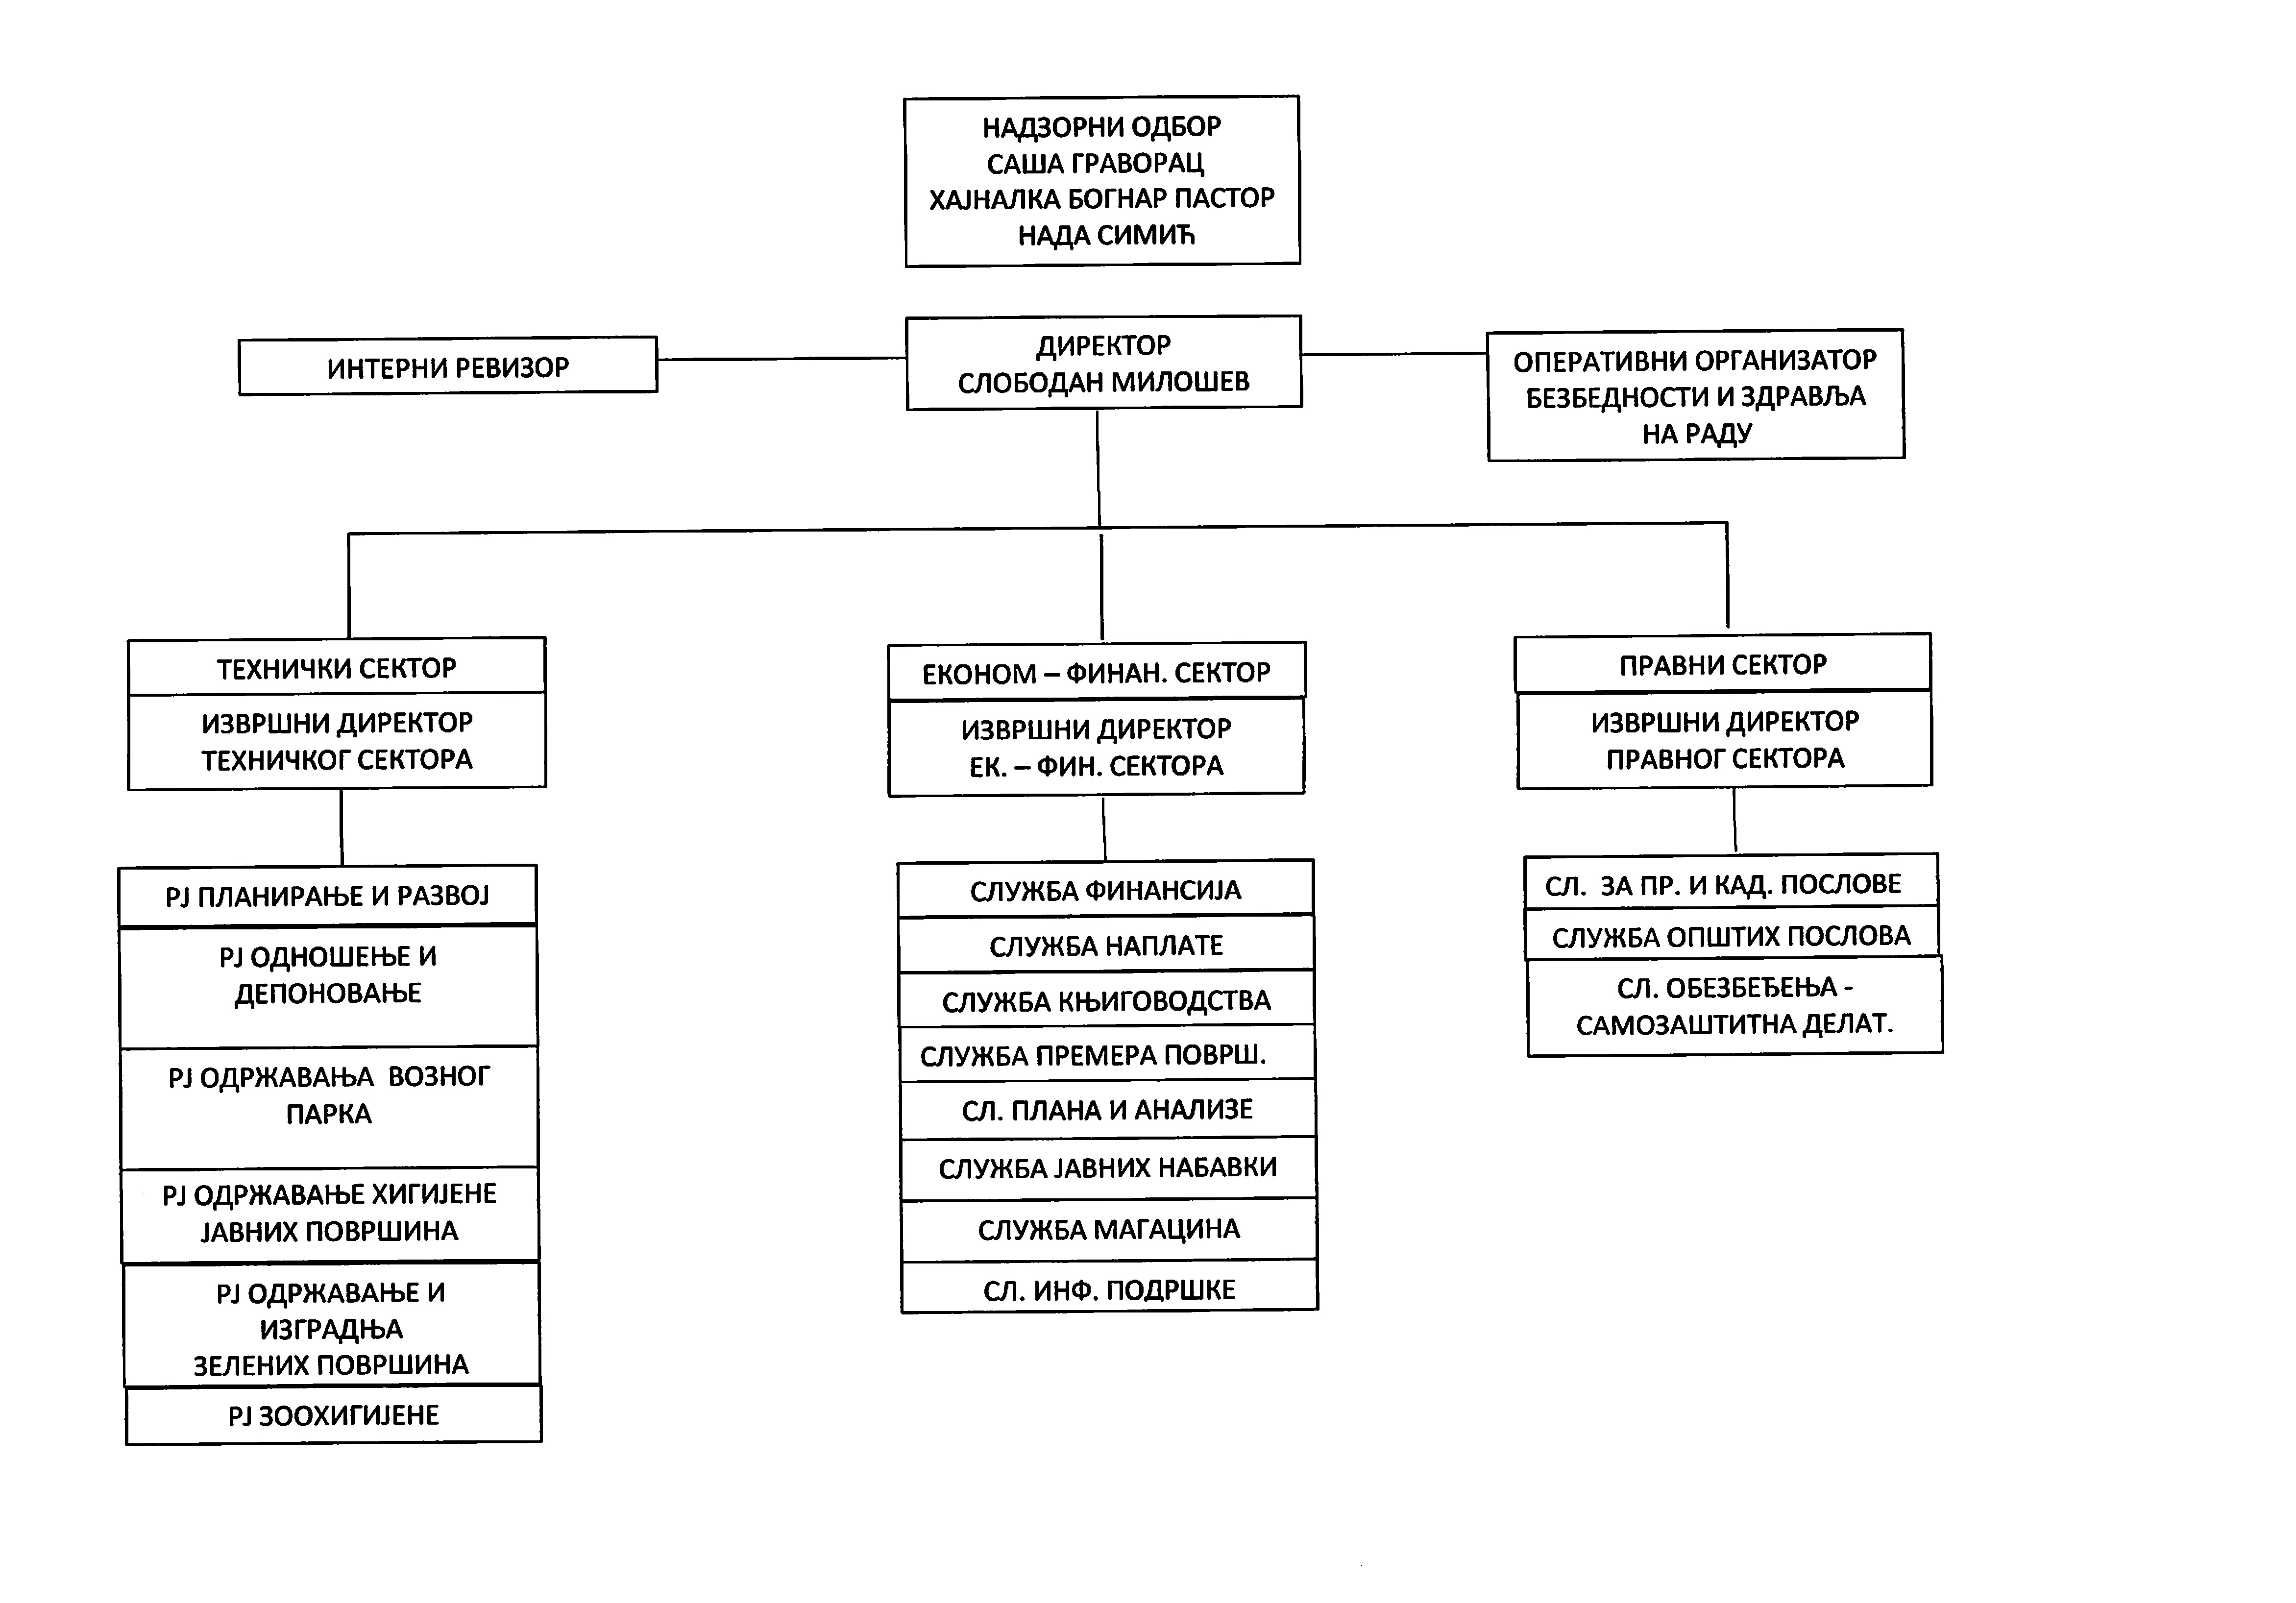 НАДЗОРНИ ОДБОР
САША ГРАВОРАЦ
ХАЈНАЛКА БОГНАР ПАСТОР
НАДА СИМИЋ
ИНТЕРНИ РЕВИЗОР
ДИРЕКТОР
СЛОБОДАН МИЛОШЕВ
ОПЕРАТИВНИ ОРГАНИЗАТОР
БЕЗБЕДНОСТИ И ЗДРАВЉА
НА РАДУ
ТЕХНИЧКИ СЕКТОР
ИЗВРШНИ ДИРЕКТОР
ТЕХНИЧКОГ СЕКТОРА
РЈ ПЛАНИРАЊЕ И РАЗВОЈ
РЈ ОДНОШЕЊЕ И
ДЕПОНОВАЊЕ
РЈ ОДРЖАВАЊА ВОЗНОГ
ПАРКА
РЈ ОДРЖАВАЊЕ ХИГИЈЕНЕ
ЈАВНИХ ПОВРШИНА
РЈ ОДРЖАВАЊЕ И
ИЗГРАДЊА
ЗЕЛЕНИХ ПОВРШИНА
РЈ ЗООХИГИЈЕНЕ
ЕКОНОМ – ФИНАН. СЕКТОР
ИЗВРШНИ ДИРЕКТОР
ЕК. – ФИН. СЕКТОРА
СЛУЖБА ФИНАНСИЈА
СЛУЖБА НАПЛАТЕ
СЛУЖБА КЊИГОВОДСТВА
СЛУЖБА ПРЕМЕРА ПОВРШ.
СЛ. ПЛАНА И АНАЛИЗЕ
СЛУЖБА ЈАВНИХ НАБАВКИ
СЛУЖБА МАГАЦИНА
СЛ. ИНФ. ПОДРШКЕ
ПРАВНИ СЕКТОР
ИЗВРШНИ ДИРЕКТОР
ПРАВНОГ СЕКТОРА
СЛ. ЗА ПР. И КАД. ПОСЛОВЕ
СЛУЖБА ОПШТИХ ПОСЛОВА
СЛ. ОБЕЗБЕЂЕЊА -
САМОЗАШТИТНА ДЕЛАТ.